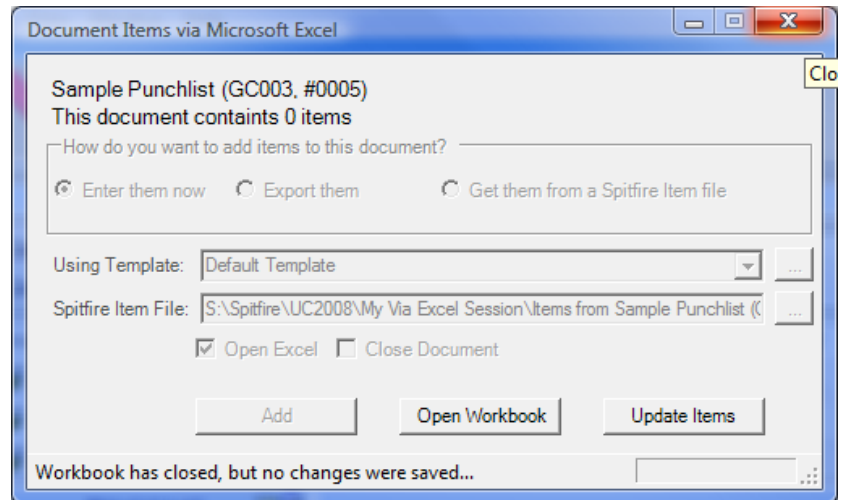 Document Items via Microsoft Excel
Clo
Sample Punchlist (GC003, #0005)
This document containts 0 items
How do you want to add items to this document?
Enter them now Export them Get them from a Spitfire Item file
Using Template: Default Template ...
Spitfire Item File: S:\Spitfire\UC2008\My Via Excel Session\Items from Sample Punchlist (G ...
Open Excel Close Document
Add Open Workbook Update Items
Workbook has closed, but no changes were saved...